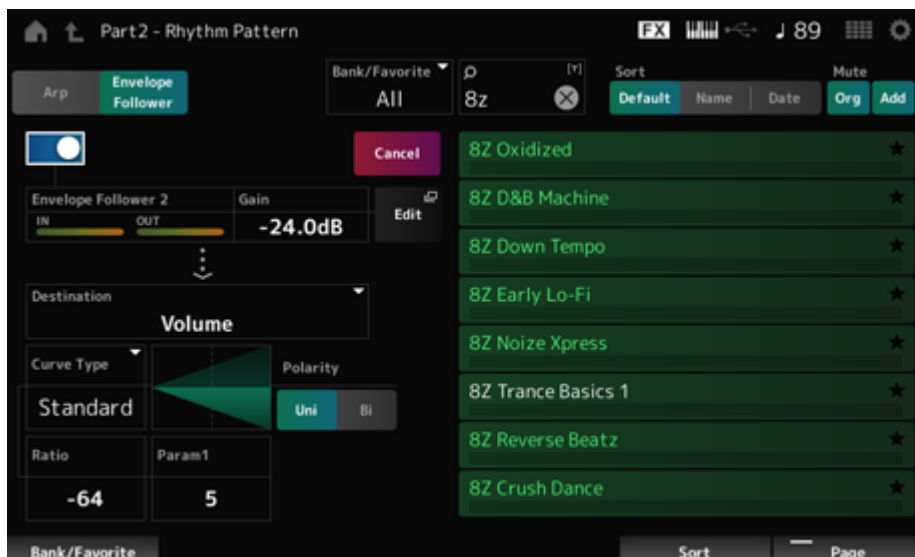 Part2 - Rhythm Pattern
FX
♩ 89
Arp
Envelope
Follower
Bank/Favorite
All
[T]
8z
Sort
Default
Name
Date
Mute
Org
Add
Cancel
Envelope Follower 2
IN
OUT
Gain
-24.0dB
Edit
Destination
Volume
Curve Type
Standard
Polarity
Uni
Bi
Ratio
-64
Param1
5
8Z Oxidized
8Z D&B Machine
8Z Down Tempo
8Z Early Lo-Fi
8Z Noize Xpress
8Z Trance Basics 1
8Z Reverse Beatz
8Z Crush Dance
Bank/Favorite
Sort
Page